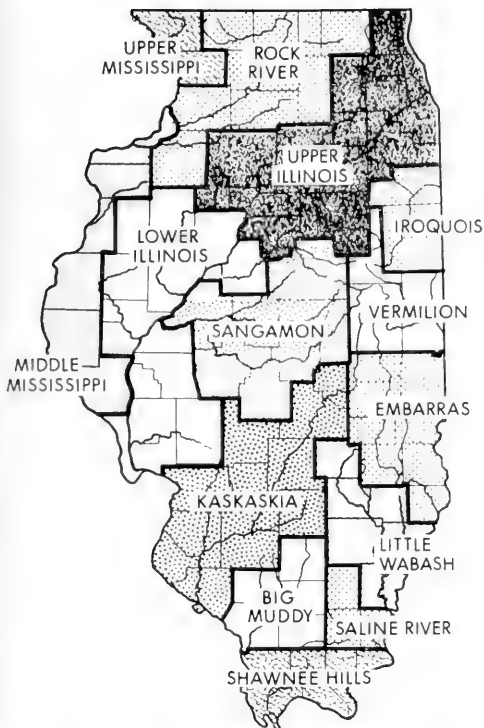 UPPER
MISSISSIPPI
ROCK
RIVER
UPPER
ILLINOIS
IROQUOIS
LOWER
ILLINOIS
VERMILION
SANGAMON
MIDDLE
MISSISSIPPI
EMBARRAS
KASKASKIA
LITTLE
WABASH
BIG
MUDDY
SALINE RIVER
SHAWNEE HILLS